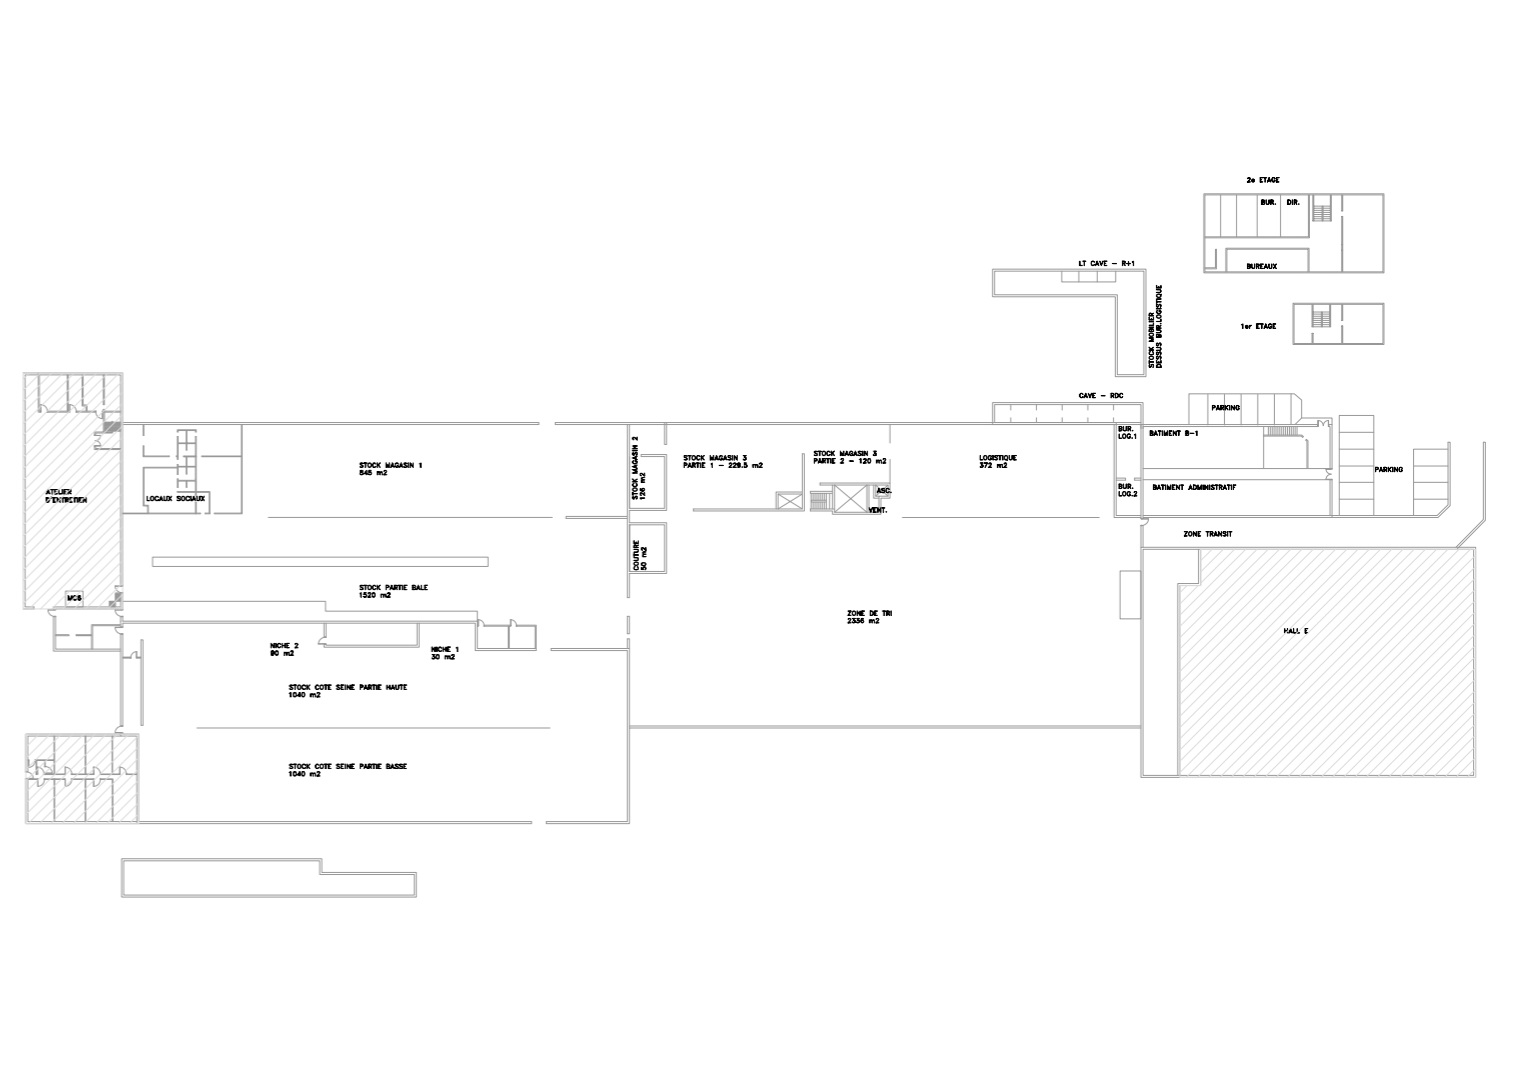 2e ETAGE
BUR.
DIR.
BUREAUX
LT CAVE - R+1
STOCK MOBILIER
DESSUS BUR.LOGISTIQUE
1er ETAGE
CAVE - RDC
PARKING
BUR.
LOG.1
BATIMENT B-1
STOCK MAGASIN 1
845 m2
STOCK MAGASIN 2
126 m2
STOCK MAGASIN 3
PARTIE 1 - 229.5 m2
STOCK MAGASIN 3
PARTIE 2 - 120 m2
LOGISTIQUE
372 m2
PARKING
ATELIER
D'ENTRETIEN
LOCAUX SOCIAUX
ASC.
VENT.
BUR.
LOG.2
BATIMENT ADMINISTRATIF
ZONE TRANSIT
COUTURE
50 m2
STOCK PARTIE BALE
1520 m2
ZONE DE TRI
2336 m2
HALL E
NICHE 2
90 m2
NICHE 1
30 m2
STOCK COTE SEINE PARTIE HAUTE
1040 m2
STOCK COTE SEINE PARTIE BASSE
1040 m2